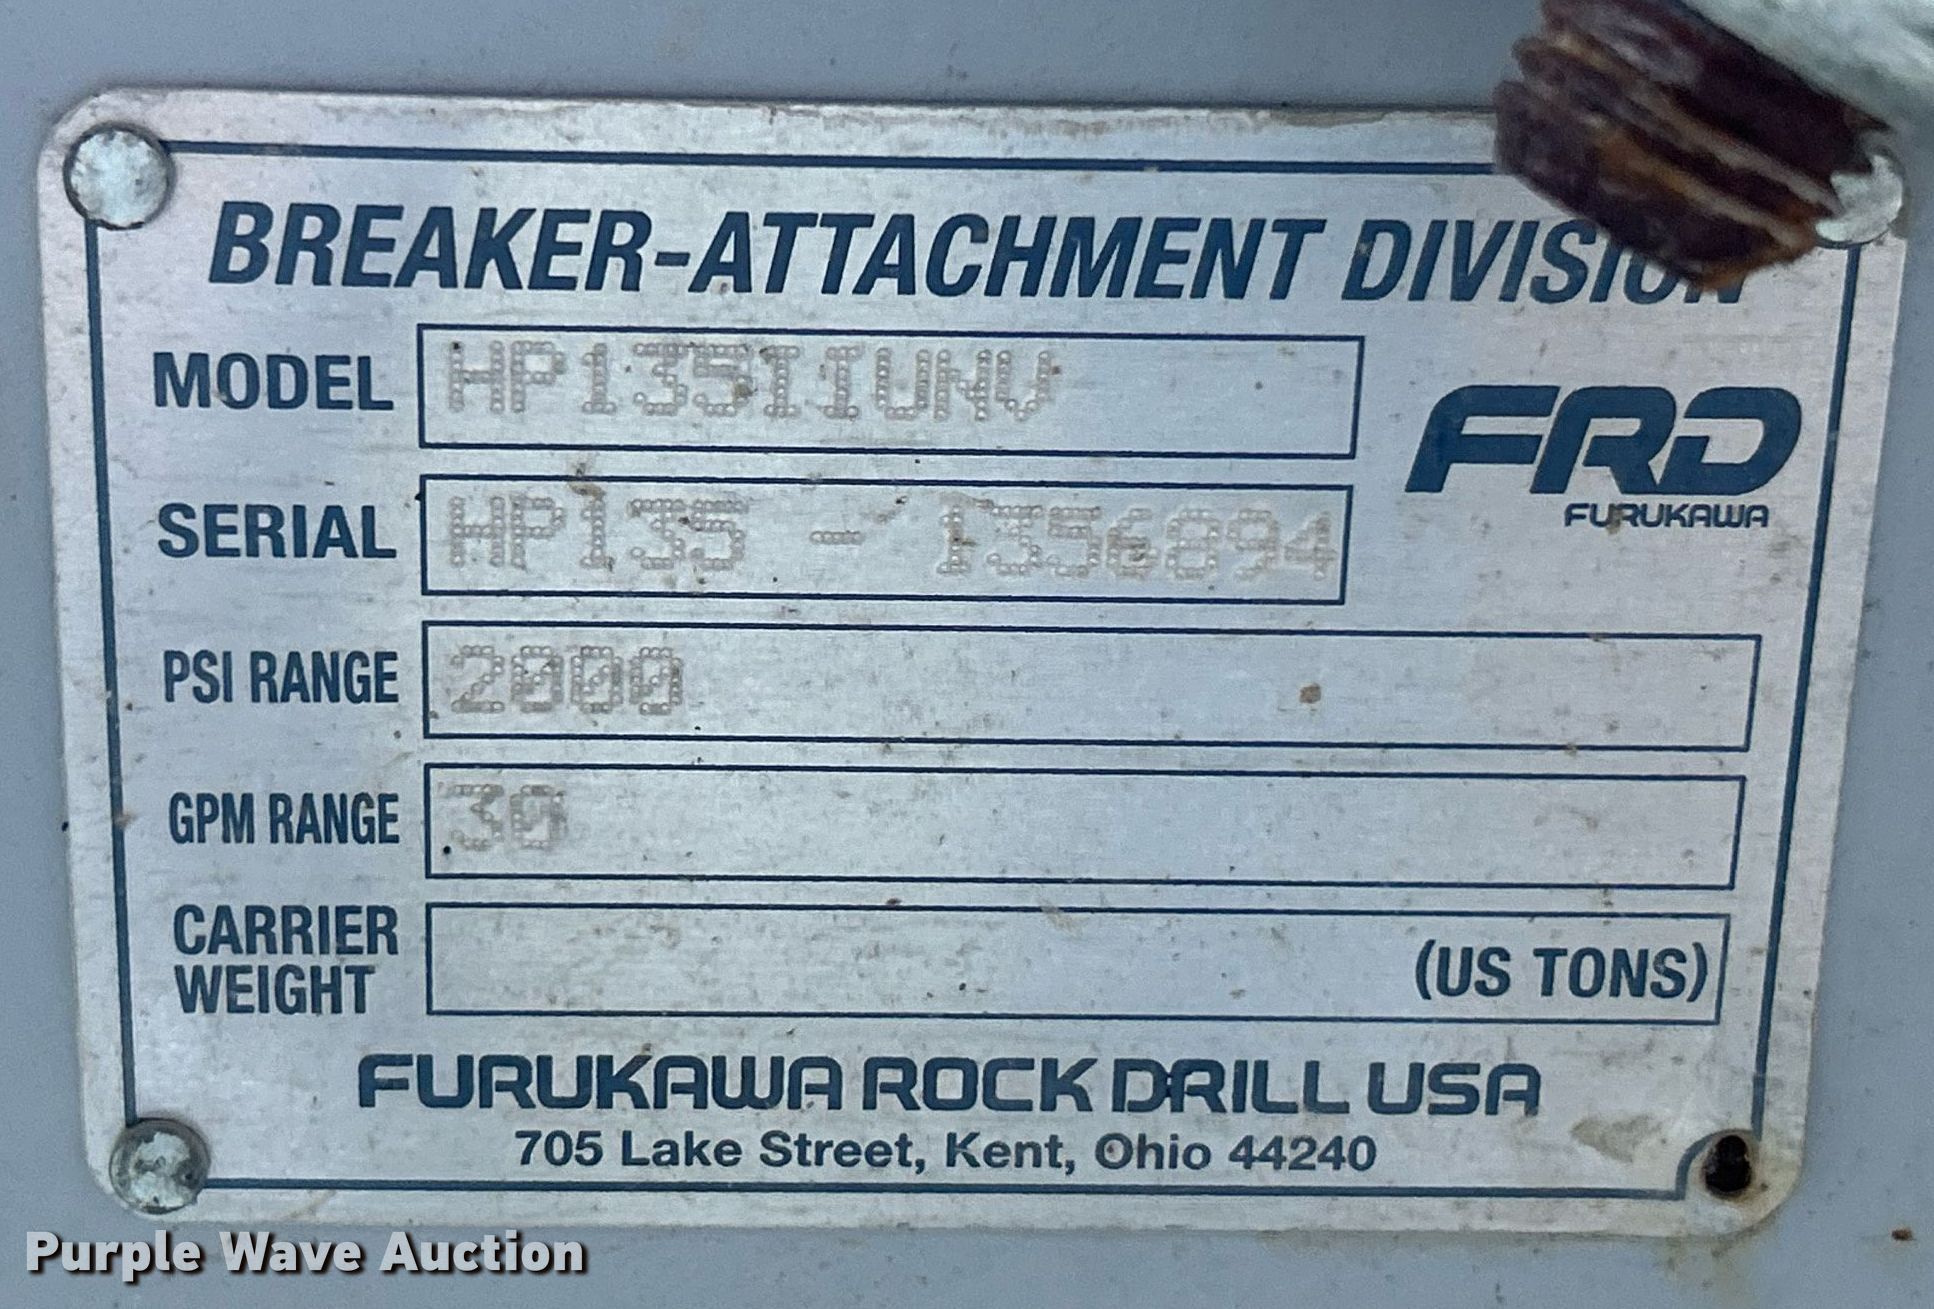 BREAKER-ATTACHMENT DIVISION
MODEL HP135IIUNV
FRD
FURUKAWA
SERIAL HP135 - 1356894
PSI RANGE 2000
GPM RANGE 30
CARRIER WEIGHT (US TONS)
FURUKAWA ROCK DRILL USA
705 Lake Street, Kent, Ohio 44240
Purple Wave Auction